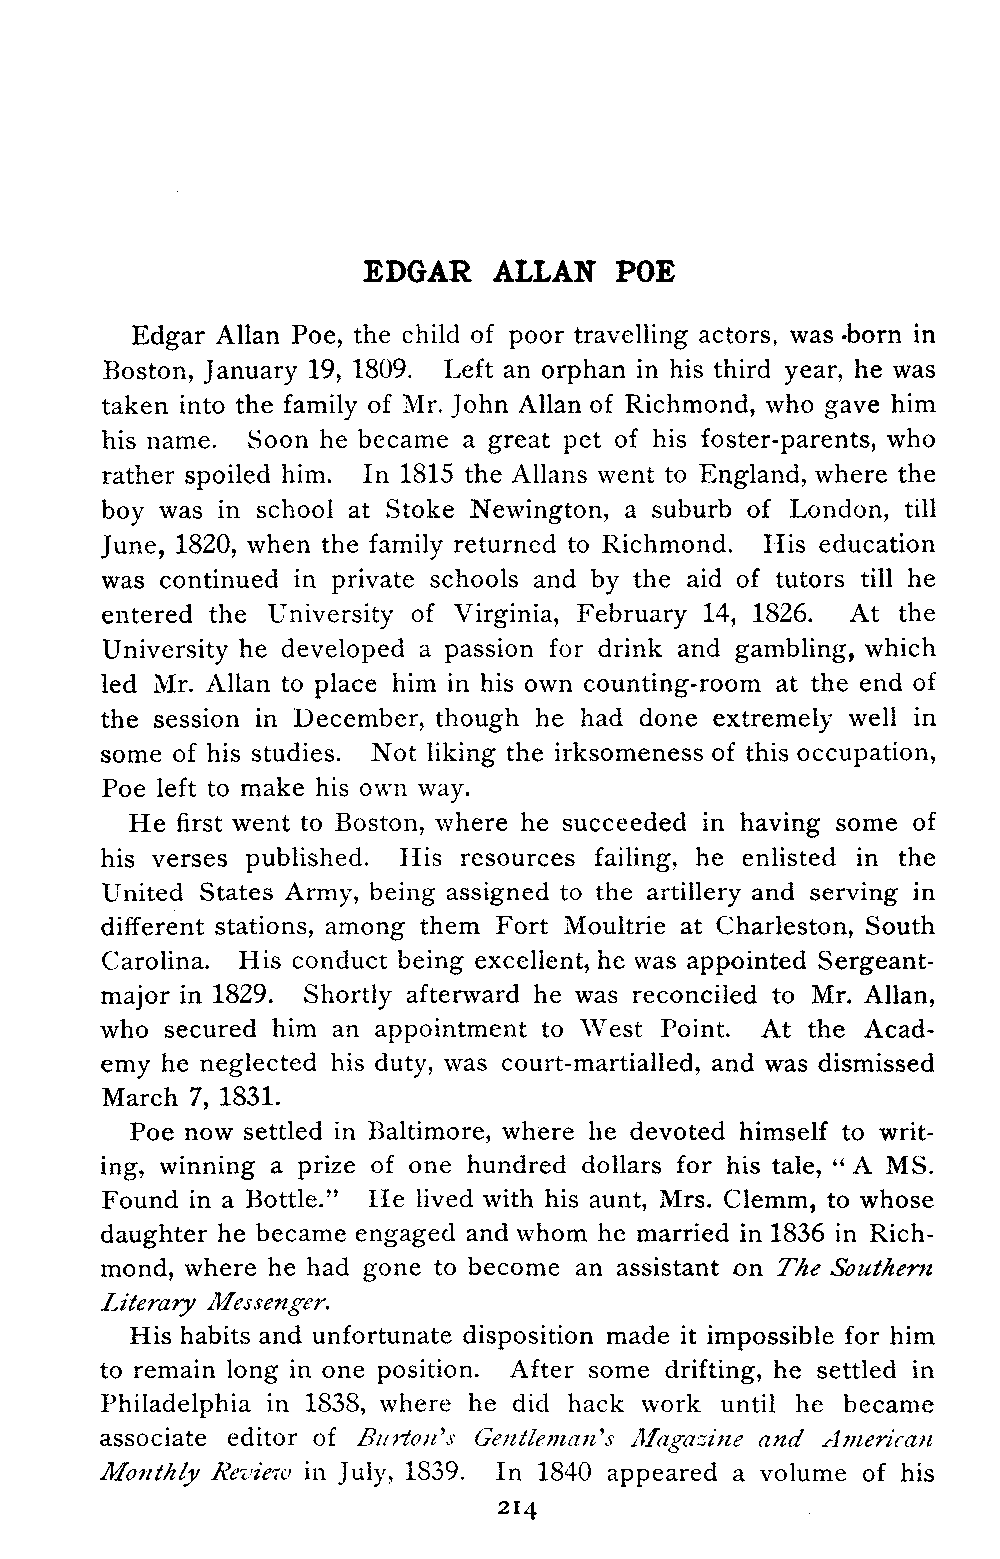 EDGAR ALLAN POE
Edgar Allan Poe, the child of poor travelling actors, was born in
Boston, January 19, 1809. Left an orphan in his third year, he was
taken into the family of Mr. John Allan of Richmond, who gave him
his name. Soon he became a great pet of his foster-parents, who
rather spoiled him. In 1815 the Allans went to England, where the
boy was in school at Stoke Newington, a suburb of London, till
June, 1820, when the family returned to Richmond. His education
was continued in private schools and by the aid of tutors till he
entered the University of Virginia, February 14, 1826. At the
University he developed a passion for drink and gambling, which
led Mr. Allan to place him in his own counting-room at the end of
the session in December, though he had done extremely well in
some of his studies. Not liking the irksomeness of this occupation,
Poe left to make his own way.
He first went to Boston, where he succeeded in having some of
his verses published. His resources failing, he enlisted in the
United States Army, being assigned to the artillery and serving in
different stations, among them Fort Moultrie at Charleston, South
Carolina. His conduct being excellent, he was appointed Sergeant-
major in 1829. Shortly afterward he was reconciled to Mr. Allan,
who secured him an appointment to West Point. At the Acad-
emy he neglected his duty, was court-martialled, and was dismissed
March 7, 1831.
Poe now settled in Baltimore, where he devoted himself to writ-
ing, winning a prize of one hundred dollars for his tale, “ A MS.
Found in a Bottle.” He lived with his aunt, Mrs. Clemm, to whose
daughter he became engaged and whom he married in 1836 in Rich-
mond, where he had gone to become an assistant on The Southern
Literary Messenger.
His habits and unfortunate disposition made it impossible for him
to remain long in one position. After some drifting, he settled in
Philadelphia in 1838, where he did hack work until he became
associate editor of Burton's Gentleman's Magazine and American
Monthly Review in July, 1839. In 1840 appeared a volume of his
214